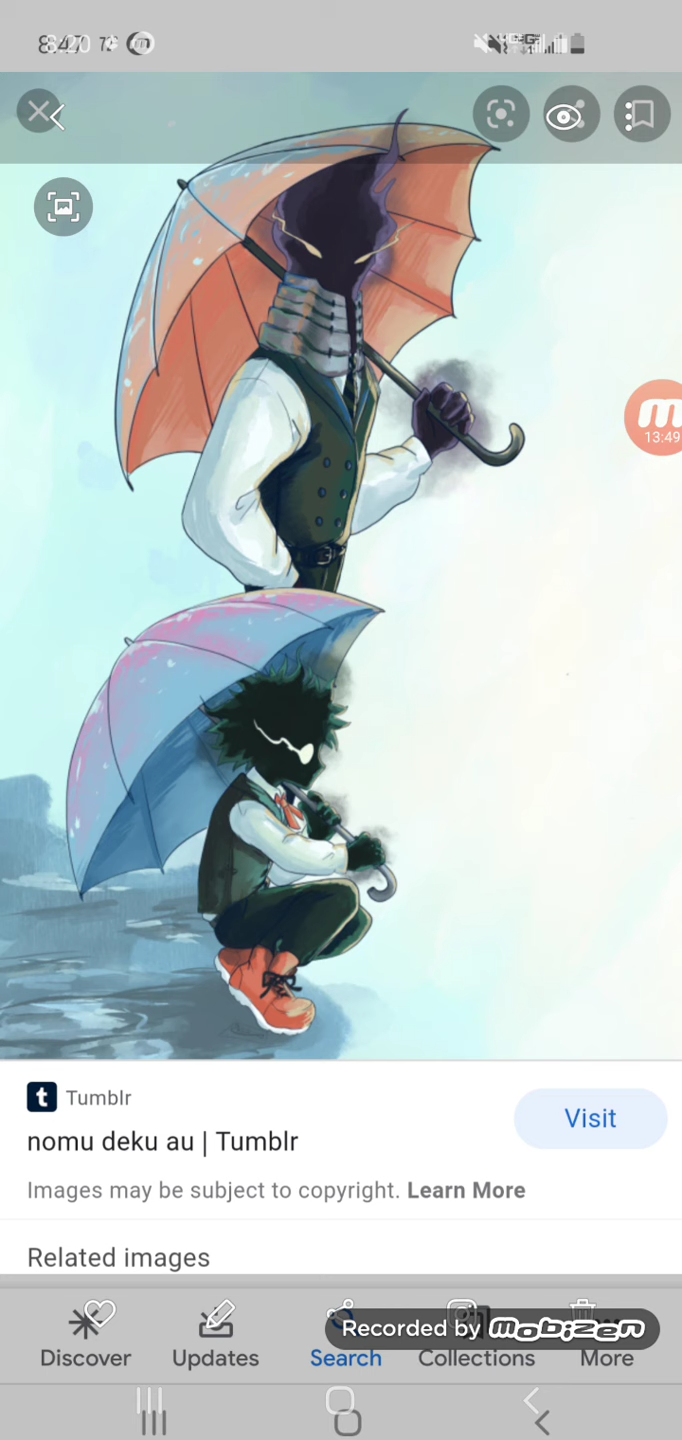 13:49
Tumblr
nomu deku au | Tumblr
Visit
Images may be subject to copyright. Learn More
Related images
Recorded by mobizen
Discover
Updates
Search
Collections
More